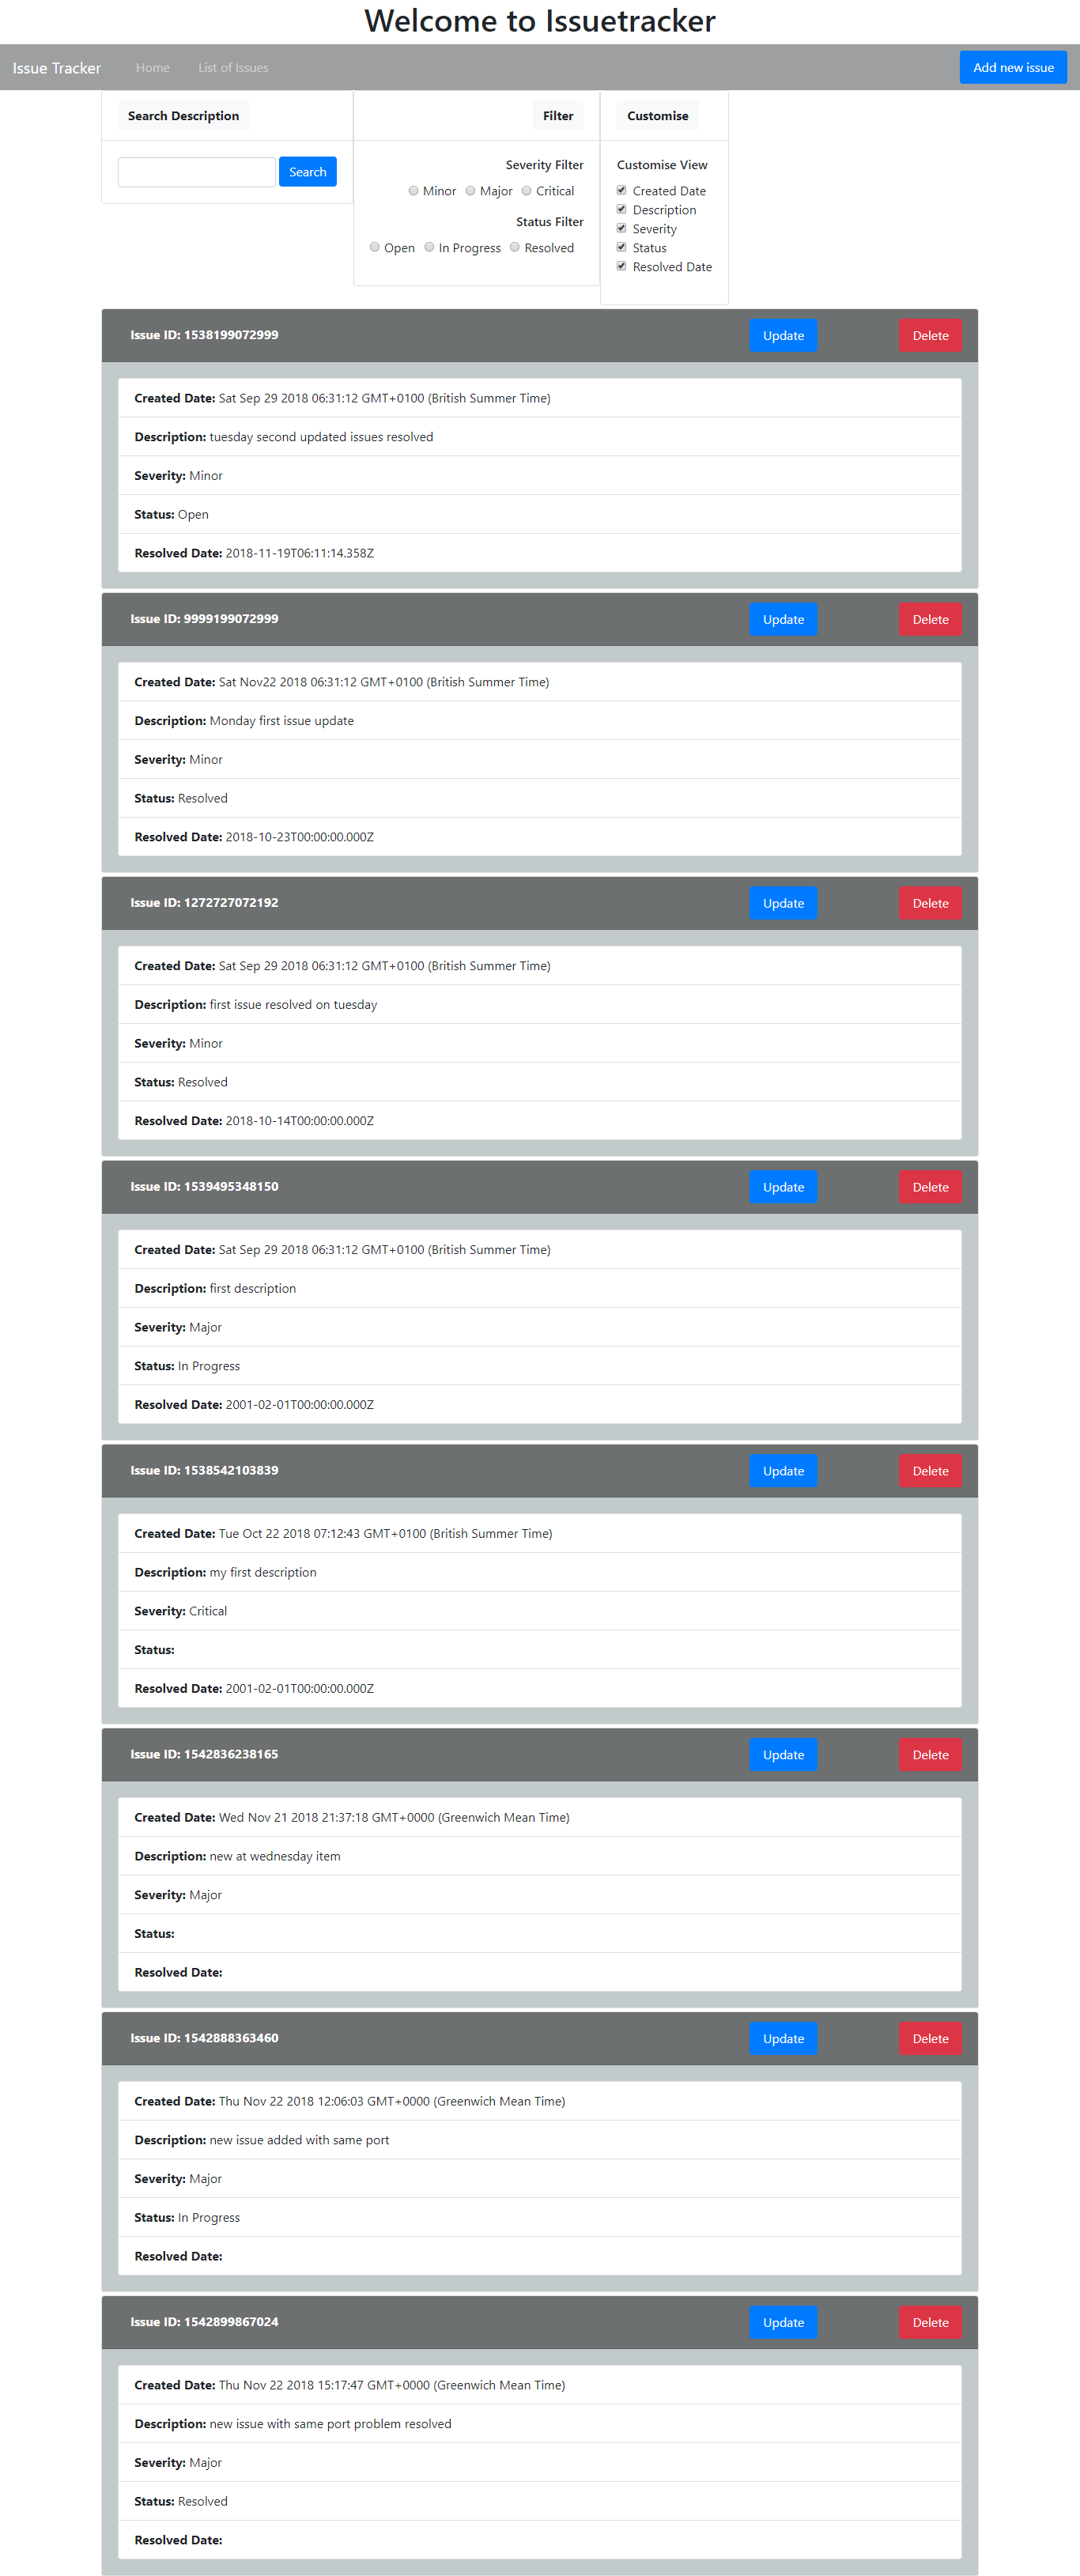 Welcome to Issuetracker
Issue Tracker Home List of Issues Add new issue
Search Description
Search
Filter
Severity Filter
Minor Major Critical
Status Filter
Open In Progress Resolved
Customise
Customise View
Created Date
Description
Severity
Status
Resolved Date
Issue ID: 1538199072999 Update Delete
Created Date: Sat Sep 29 2018 06:31:12 GMT+0100 (British Summer Time)
Description: tuesday second updated issues resolved
Severity: Minor
Status: Open
Resolved Date: 2018-11-19T06:11:14.358Z
Issue ID: 9999199072999 Update Delete
Created Date: Sat Nov22 2018 06:31:12 GMT+0100 (British Summer Time)
Description: Monday first issue update
Severity: Minor
Status: Resolved
Resolved Date: 2018-10-23T00:00:00.000Z
Issue ID: 1272727072192 Update Delete
Created Date: Sat Sep 29 2018 06:31:12 GMT+0100 (British Summer Time)
Description: first issue resolved on tuesday
Severity: Minor
Status: Resolved
Resolved Date: 2018-10-14T00:00:00.000Z
Issue ID: 1539495348150 Update Delete
Created Date: Sat Sep 29 2018 06:31:12 GMT+0100 (British Summer Time)
Description: first description
Severity: Major
Status: In Progress
Resolved Date: 2001-02-01T00:00:00.000Z
Issue ID: 1538542103839 Update Delete
Created Date: Tue Oct 22 2018 07:12:43 GMT+0100 (British Summer Time)
Description: my first description
Severity: Critical
Status:
Resolved Date: 2001-02-01T00:00:00.000Z
Issue ID: 1542836238165 Update Delete
Created Date: Wed Nov 21 2018 21:37:18 GMT+0000 (Greenwich Mean Time)
Description: new at wednesday item
Severity: Major
Status:
Resolved Date:
Issue ID: 1542888363460 Update Delete
Created Date: Thu Nov 22 2018 12:06:03 GMT+0000 (Greenwich Mean Time)
Description: new issue added with same port
Severity: Major
Status: In Progress
Resolved Date:
Issue ID: 1542899867024 Update Delete
Created Date: Thu Nov 22 2018 15:17:47 GMT+0000 (Greenwich Mean Time)
Description: new issue with same port problem resolved
Severity: Major
Status: Resolved
Resolved Date: